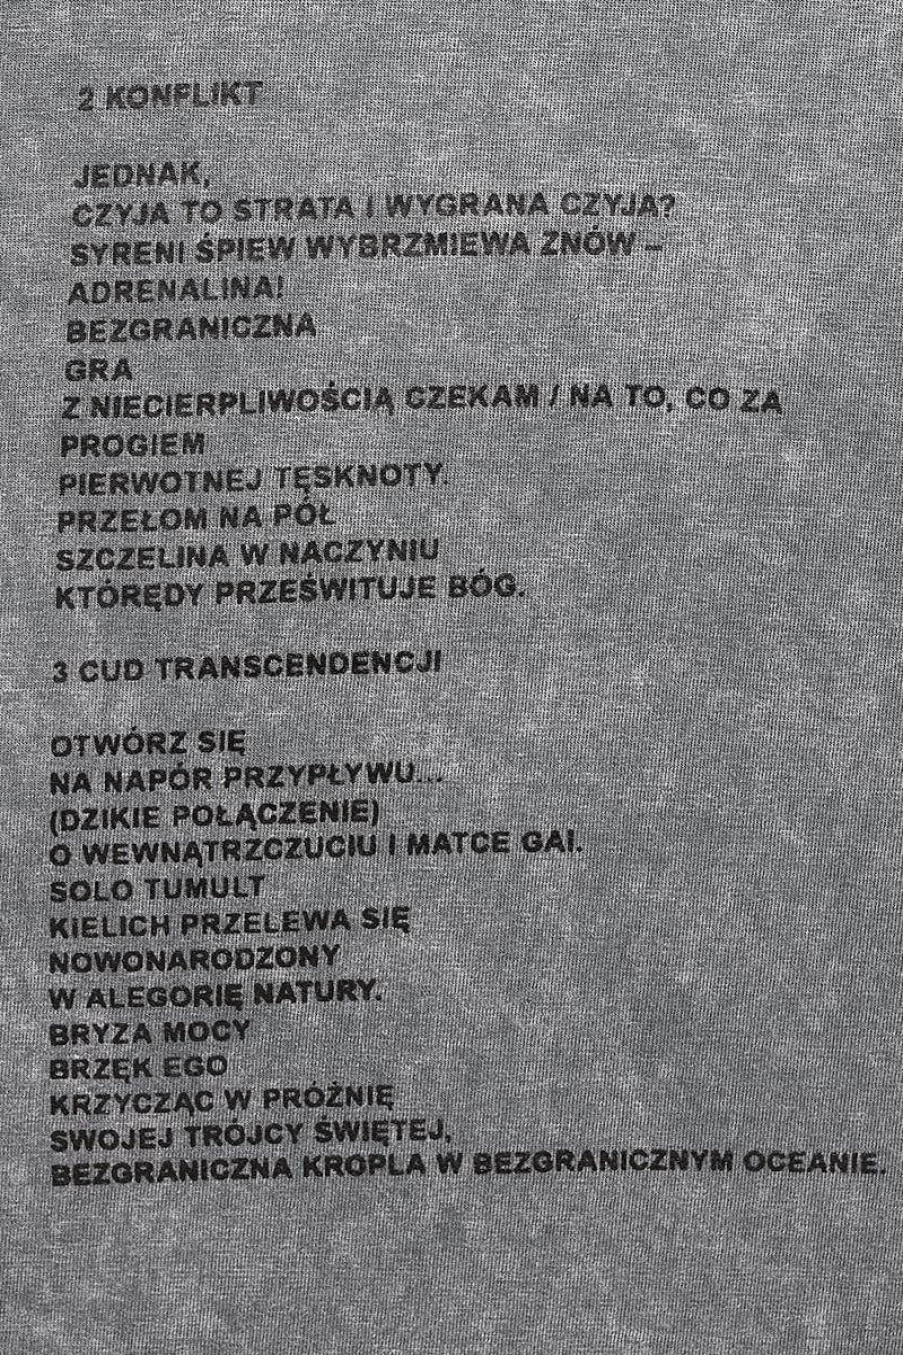 2 KONFLIKT
JEDNAK,
CZYJA TO STRATA I WYGRANA CZYJA?
SYRENI ŚPIEW WYBRZMIEWA ZNÓW –
ADRENALINA!
BEZGRANICZNA
GRA
Z NIECIERPLIWOŚCIĄ CZEKAM / NA TO, CO ZA
PROGIEM
PIERWOTNEJ TĘSKNOTY.
PRZEŁOM NA PÓŁ
SZCZELINA W NACZYNIU
KTÓRĘDY PRZEŚWITUJE BÓG.
3 CUD TRANSCENDENCJI
OTWÓRZ SIĘ
NA NAPÓR PRZYPŁYWU...
(DZIKIE POŁĄCZENIE)
O WEWNĄTRZCZUCIU I MATCE GAI.
SOLO TUMULT
KIELICH PRZELEWA SIĘ
NOWONARODZONY
W ALEGORIĘ NATURY.
BRYZA MOCY
BRZĘK EGO
KRZYCZĄC W PRÓŻNIĘ
SWOJEJ TRÓJCY ŚWIĘTEJ,
BEZGRANICZNA KROPLA W BEZGRANICZNYM OCEANIE.